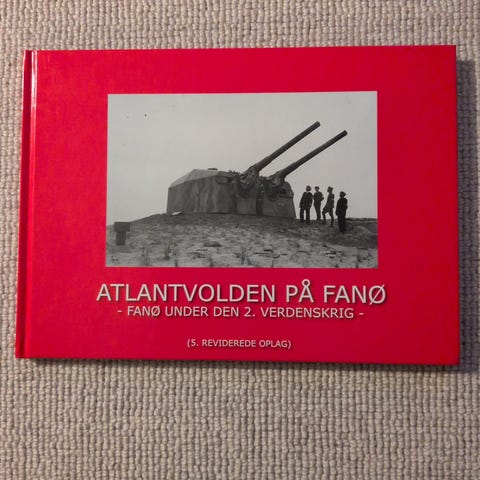 ATLANTVOLDEN PÅ FANØ
- FANØ UNDER DEN 2. VERDENSKRIG -
(5. REVIDEREDE OPLAG)